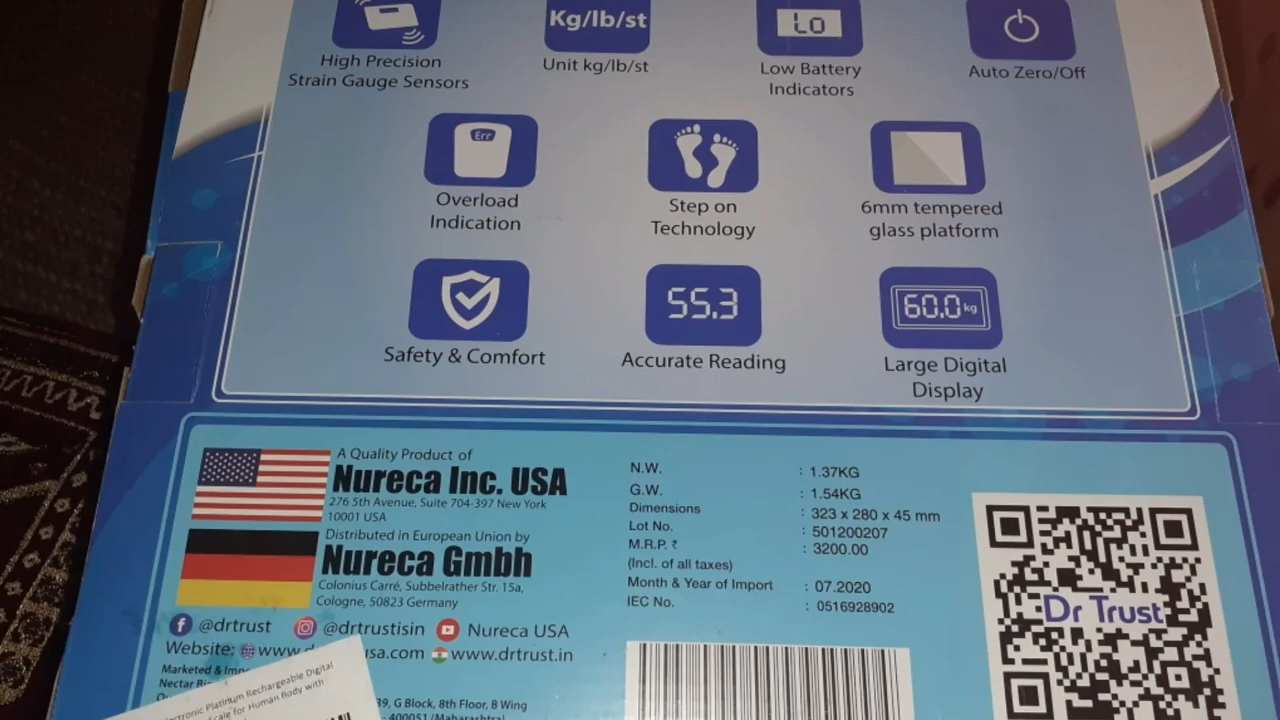 Kg/lb/st
Lo
High Precision
Strain Gauge Sensors
Unit kg/lb/st
Low Battery
Indicators
Auto Zero/Off
Err
Overload
Indication
Step on
Technology
6mm tempered
glass platform
55.3
60.0 kg
Safety & Comfort
Accurate Reading
Large Digital
Display
A Quality Product of
Nureca Inc. USA
276 5th Avenue, Suite 704-397 New York
10001 USA
Distributed in European Union by
Nureca Gmbh
Colonius Carré, Subbelrather Str. 15a,
Cologne, 50823 Germany
@drtrust @drtrustisin Nureca USA
Website: www. usa.com www.drtrust.in
Marketed &
Nectar
39, G Block, 8th Floor, B Wing
- 400051 (Maharashtra)
Platinum Rechargeable Digital
Scale for Human Body with
N.W. : 1.37KG
G.W. : 1.54KG
Dimensions : 323 x 280 x 45 mm
Lot No. : 501200207
M.R.P. ₹ : 3200.00
(Incl. of all taxes)
Month & Year of Import : 07.2020
IEC No. : 0516928902
Dr Trust